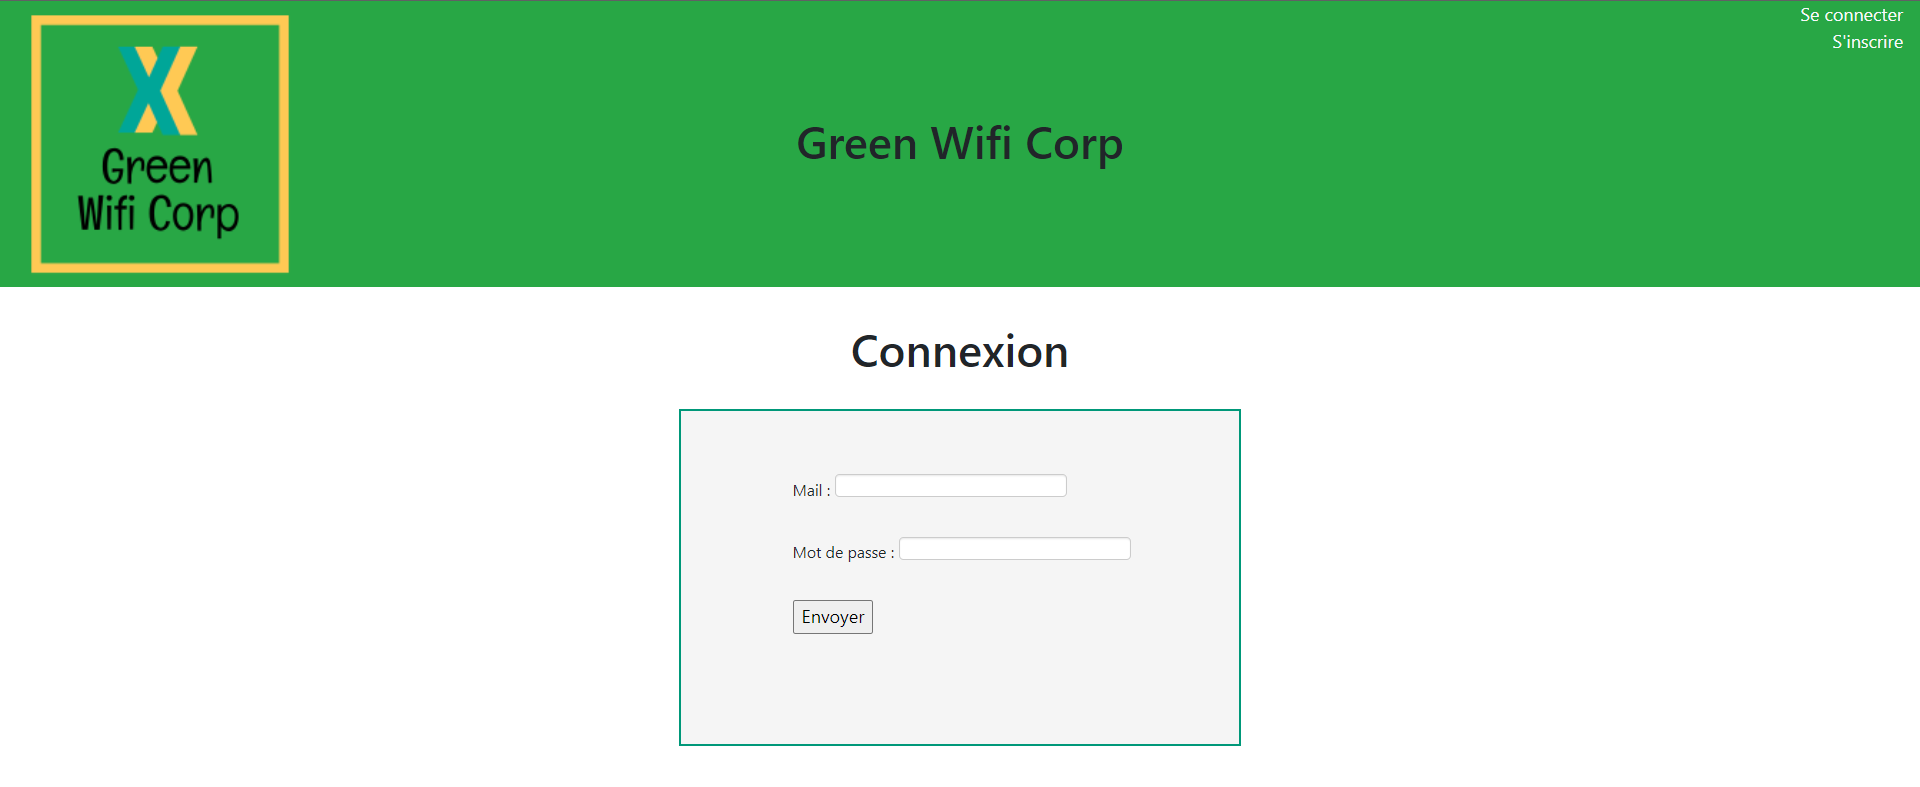 Se connecter
S'inscrire
Green
Wifi Corp
Green Wifi Corp
Connexion
Mail :
Mot de passe :
Envoyer